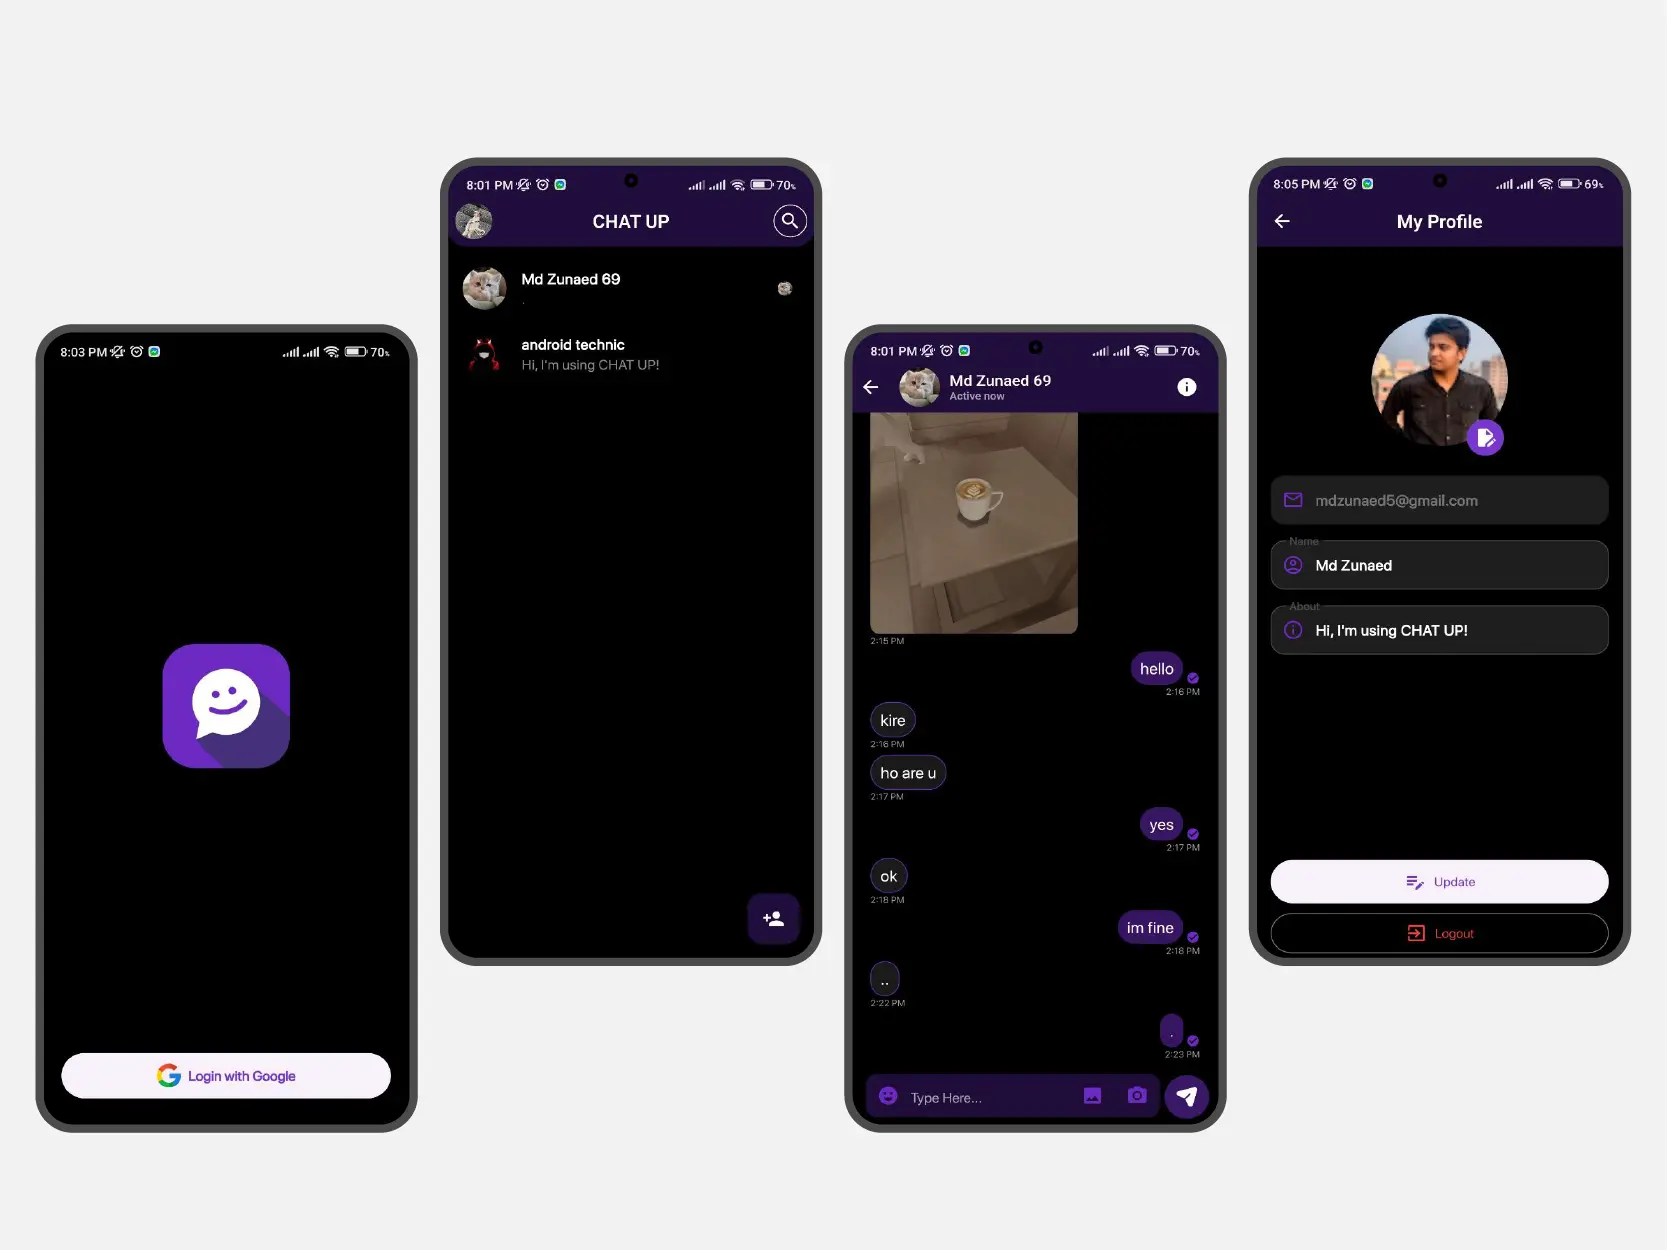 8:03 PM
70%
Login with Google
8:01 PM
70%
CHAT UP
Md Zunaed 69
.
android technic
Hi, I'm using CHAT UP!
8:01 PM
70%
Md Zunaed 69
Active now
2:15 PM
hello
2:16 PM
kire
2:16 PM
ho are u
2:17 PM
yes
2:17 PM
ok
2:18 PM
im fine
2:18 PM
..
2:22 PM
.
2:23 PM
Type Here...
8:05 PM
69%
My Profile
mdzunaed5@gmail.com
Name
Md Zunaed
About
Hi, I'm using CHAT UP!
Update
Logout